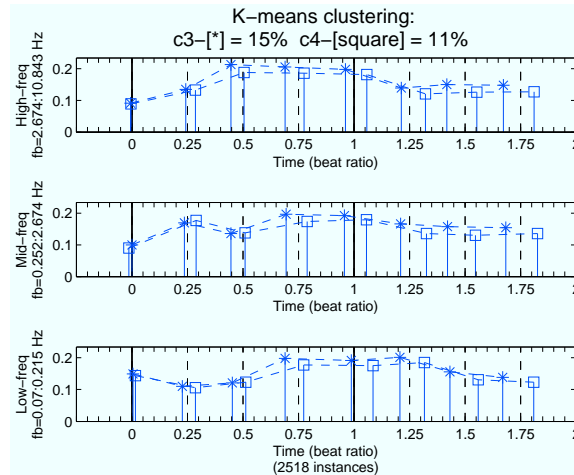 K-means clustering:
c3-[*] = 15% c4-[square] = 11%
High-freq
fb=2.674:10.843 Hz
0.2
0.1
0
0 0.25 0.5 0.75 1 1.25 1.5 1.75 2
Time (beat ratio)
Mid-freq
fb=0.252:2.674 Hz
0.2
0.1
0
0 0.25 0.5 0.75 1 1.25 1.5 1.75 2
Time (beat ratio)
Low-freq
fb=0.07:0.215 Hz
0.2
0.1
0
0 0.25 0.5 0.75 1 1.25 1.5 1.75 2
Time (beat ratio)
(2518 instances)